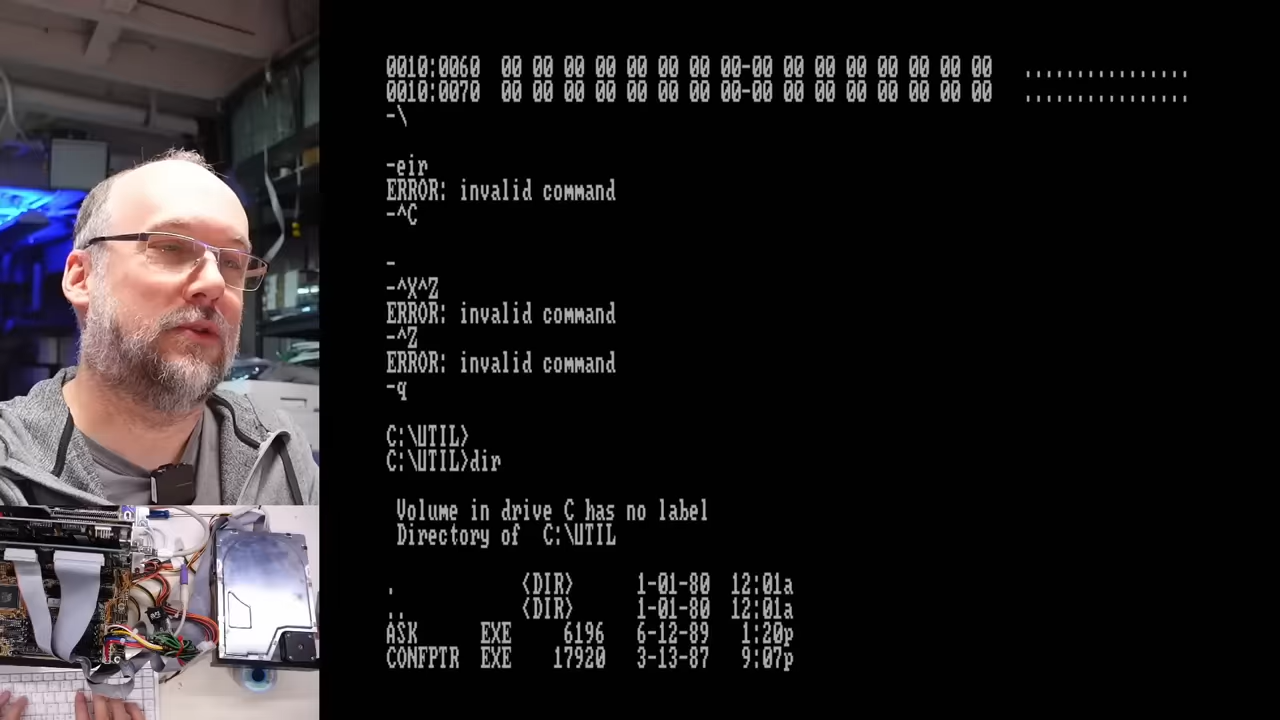 0010:0060  00 00 00 00 00 00 00 00-00 00 00 00 00 00 00 00   ................
0010:0070  00 00 00 00 00 00 00 00-00 00 00 00 00 00 00 00   ................
-\
-eir
ERROR: invalid command
-^C
-
-^X^Z
ERROR: invalid command
-^Z
ERROR: invalid command
-q
C:\UTIL>
C:\UTIL>dir
Volume in drive C has no label
Directory of  C:\UTIL
.            <DIR>      1-01-80  12:01a
..           <DIR>      1-01-80  12:01a
ASK      EXE     6196   6-12-89   1:20p
CONFPTR  EXE    17920   3-13-87   9:07p